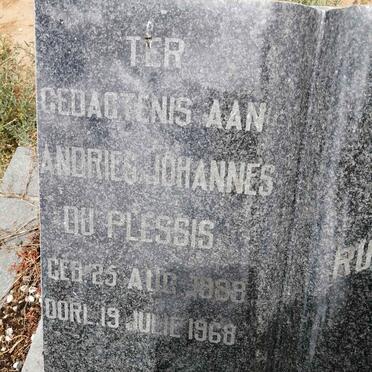 TER
GEDAGTENIS AAN
ANDRIES JOHANNES
DU PLESSIS
GEB 25 AUG 1888
OORL. 19 JULIE 1968
RU